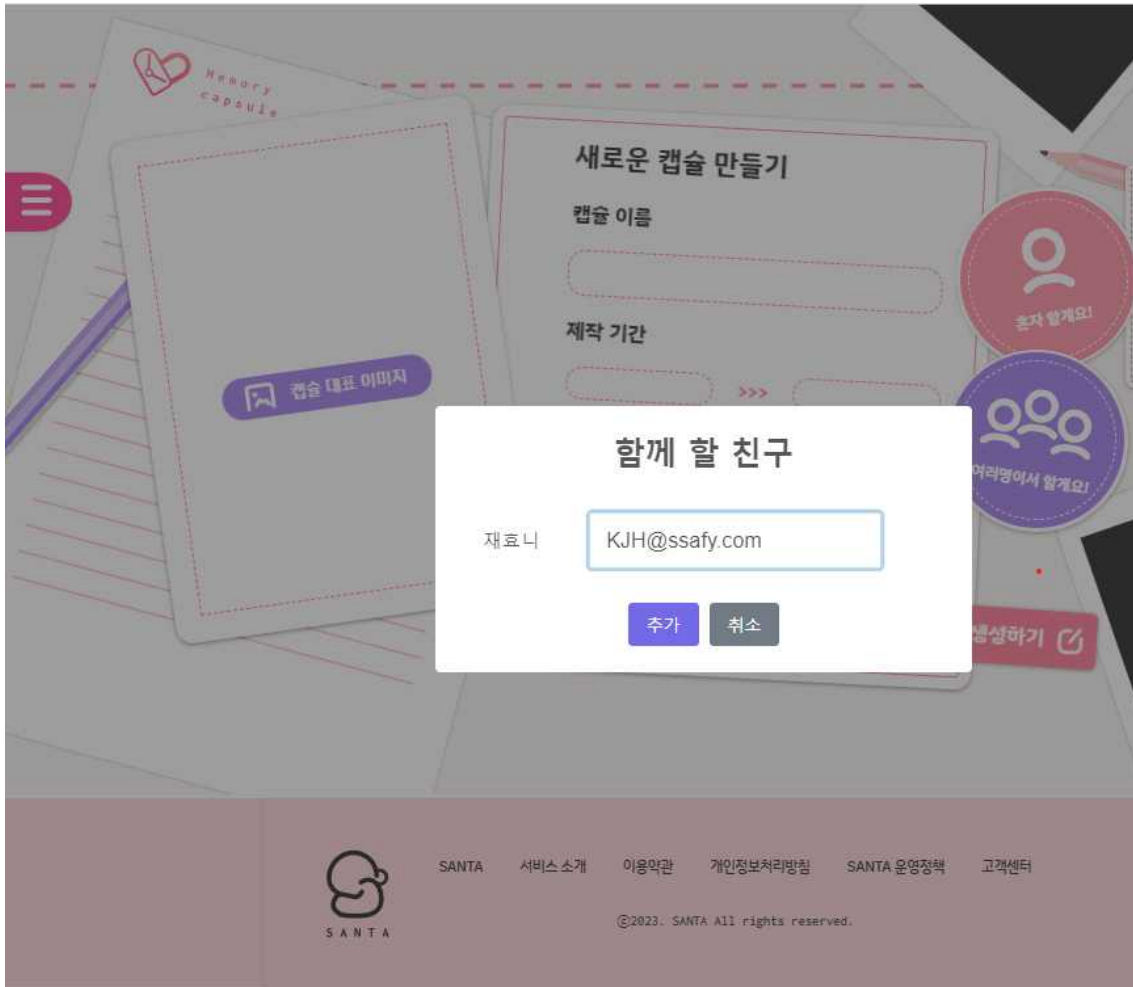 Memory
capsule
새로운 캡슐 만들기
캡슐 이름
혼자 할게요!
제작 기간
>>>
캡슐 대표 이미지
여러명이서 할게요!
함께 할 친구
재효니 KJH@ssafy.com
추가 취소
생성하기
SANTA 서비스 소개 이용약관 개인정보처리방침 SANTA 운영정책 고객센터
SANTA
ⓒ2023. SANTA All rights reserved.